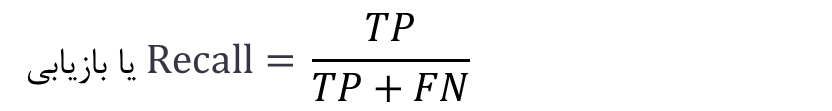 Recall یا بازیابی = TP / (TP + FN)